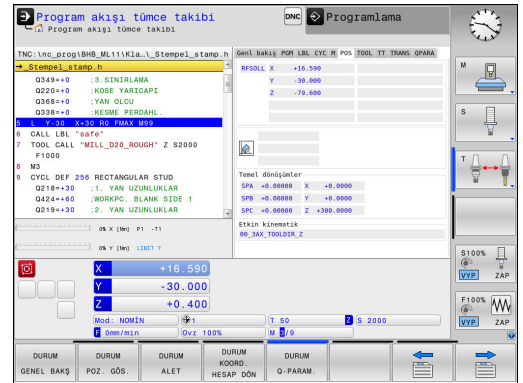 Program akışı tümce takibi
Program akışı tümce takibi
DNC
Programlama
TNC:\nc_prog\BHB_ML11\Kla…\_Stempel_stamp.h
→_Stempel_stamp.h
Q349=+0 ;3.SINIRLAMA
Q220=+0 ;KOSE YARICAPI
Q368=+0 ;YAN OLCU
Q338=+0 ;KESME PERDAHL.
5 L Y-30 X+30 R0 FMAX M99
6 CALL LBL "safe"
7 TOOL CALL "MILL_D20_ROUGH" Z S2000
F1000
8 M3
9 CYCL DEF 256 RECTANGULAR STUD
Q218=+30 ;1. YAN UZUNLUKLAR
Q424=+60 ;WORKPC. BLANK SIDE 1
Q219=+30 ;2. YAN UZUNLUKLAR
0% X [Nm] P1 -T1
0% Y [Nm] LIMIT ?
Genl bakış PGM LBL CYC M POS TOOL TT TRANS QPARA
RFSOLL X +16.590
Y -30.000
Z -79.600
Temel dönüşümler
SPA +0.00000 X +0.0000
SPB +0.00000 Y +0.0000
SPC +0.00000 Z +300.0000
Etkin kinematik
00_3AX_TOOLDIR_Z
X +16.590
Y -30.000
Z +0.400
Mod: NOMİN 1 T 50 Z S 2000
F 0mm/min Ovr 100% M 3/9
M
S
T
S100%
VYP ZAP
F100%
VYP ZAP
DURUM GENEL BAKŞ
DURUM POZ. GÖS.
DURUM ALET
DURUM KOORD. HESAP DÖN
DURUM Q-PARAM.